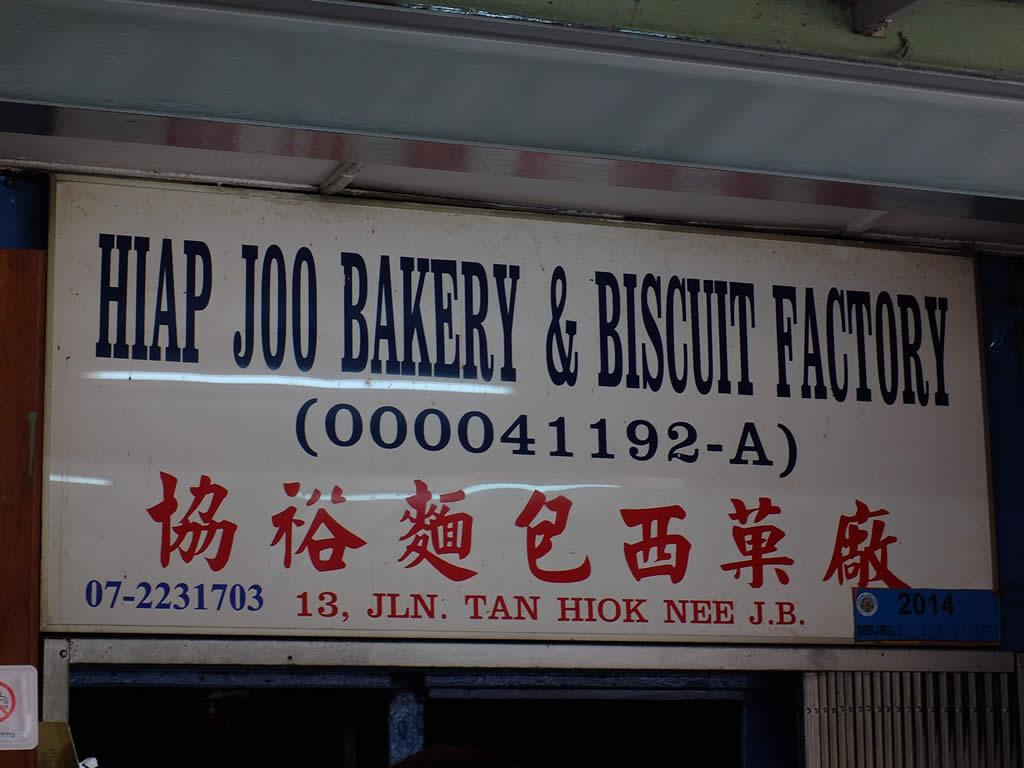 HIAP JOO BAKERY & BISCUIT FACTORY
(000041192-A)
協裕麵包西菓廠
07-2231703 13, JLN. TAN HIOK NEE J.B.
2014
MBJB(L)